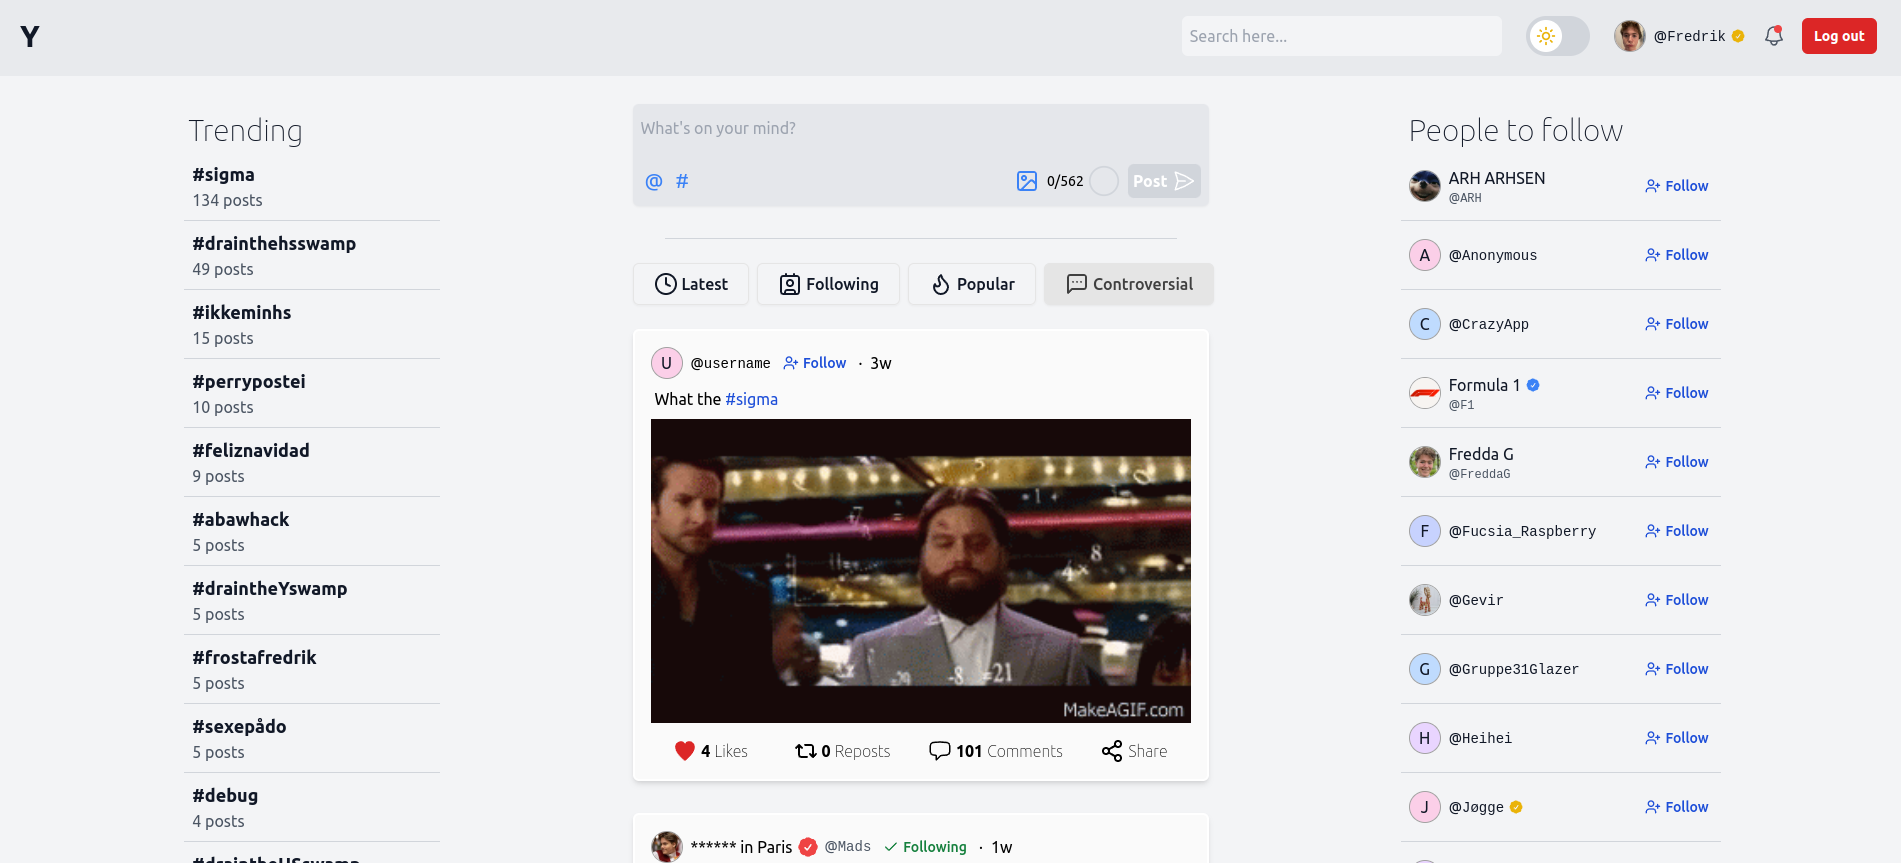 Y
Search here...
@Fredrik
Log out
Trending
#sigma
134 posts
#drainthehsswamp
49 posts
#ikkeminhs
15 posts
#perrypostei
10 posts
#feliznavidad
9 posts
#abawhack
5 posts
#draintheYswamp
5 posts
#frostafredrik
5 posts
#sexepådo
5 posts
#debug
4 posts
What's on your mind?
@ #
0/562
Post
Latest
Following
Popular
Controversial
U
@username Follow · 3w
What the #sigma
8
-8 =21
MakeAGIF.com
4 Likes
0 Reposts
101 Comments
Share
****** in Paris @Mads Following · 1w
People to follow
ARH ARHSEN
@ARH
Follow
A
@Anonymous
Follow
C
@CrazyApp
Follow
Formula 1
@F1
Follow
Fredda G
@FreddaG
Follow
F
@Fucsia_Raspberry
Follow
@Gevir
Follow
G
@Gruppe31Glazer
Follow
H
@Heihei
Follow
J
@Jøgge
Follow